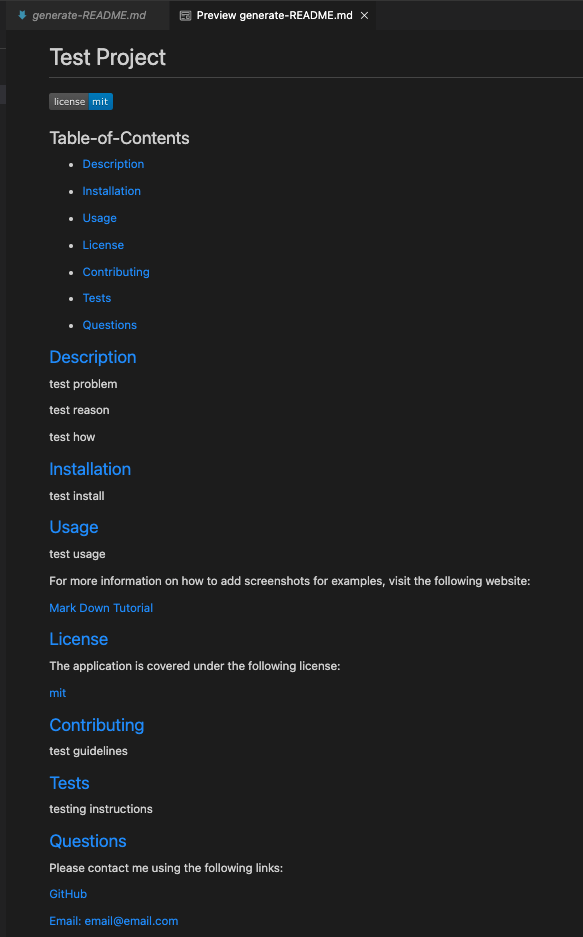 generate-README.md
Preview generate-README.md
Test Project
license mit
Table-of-Contents
Description
Installation
Usage
License
Contributing
Tests
Questions
Description
test problem
test reason
test how
Installation
test install
Usage
test usage
For more information on how to add screenshots for examples, visit the following website:
Mark Down Tutorial
License
The application is covered under the following license:
mit
Contributing
test guidelines
Tests
testing instructions
Questions
Please contact me using the following links:
GitHub
Email: email@email.com